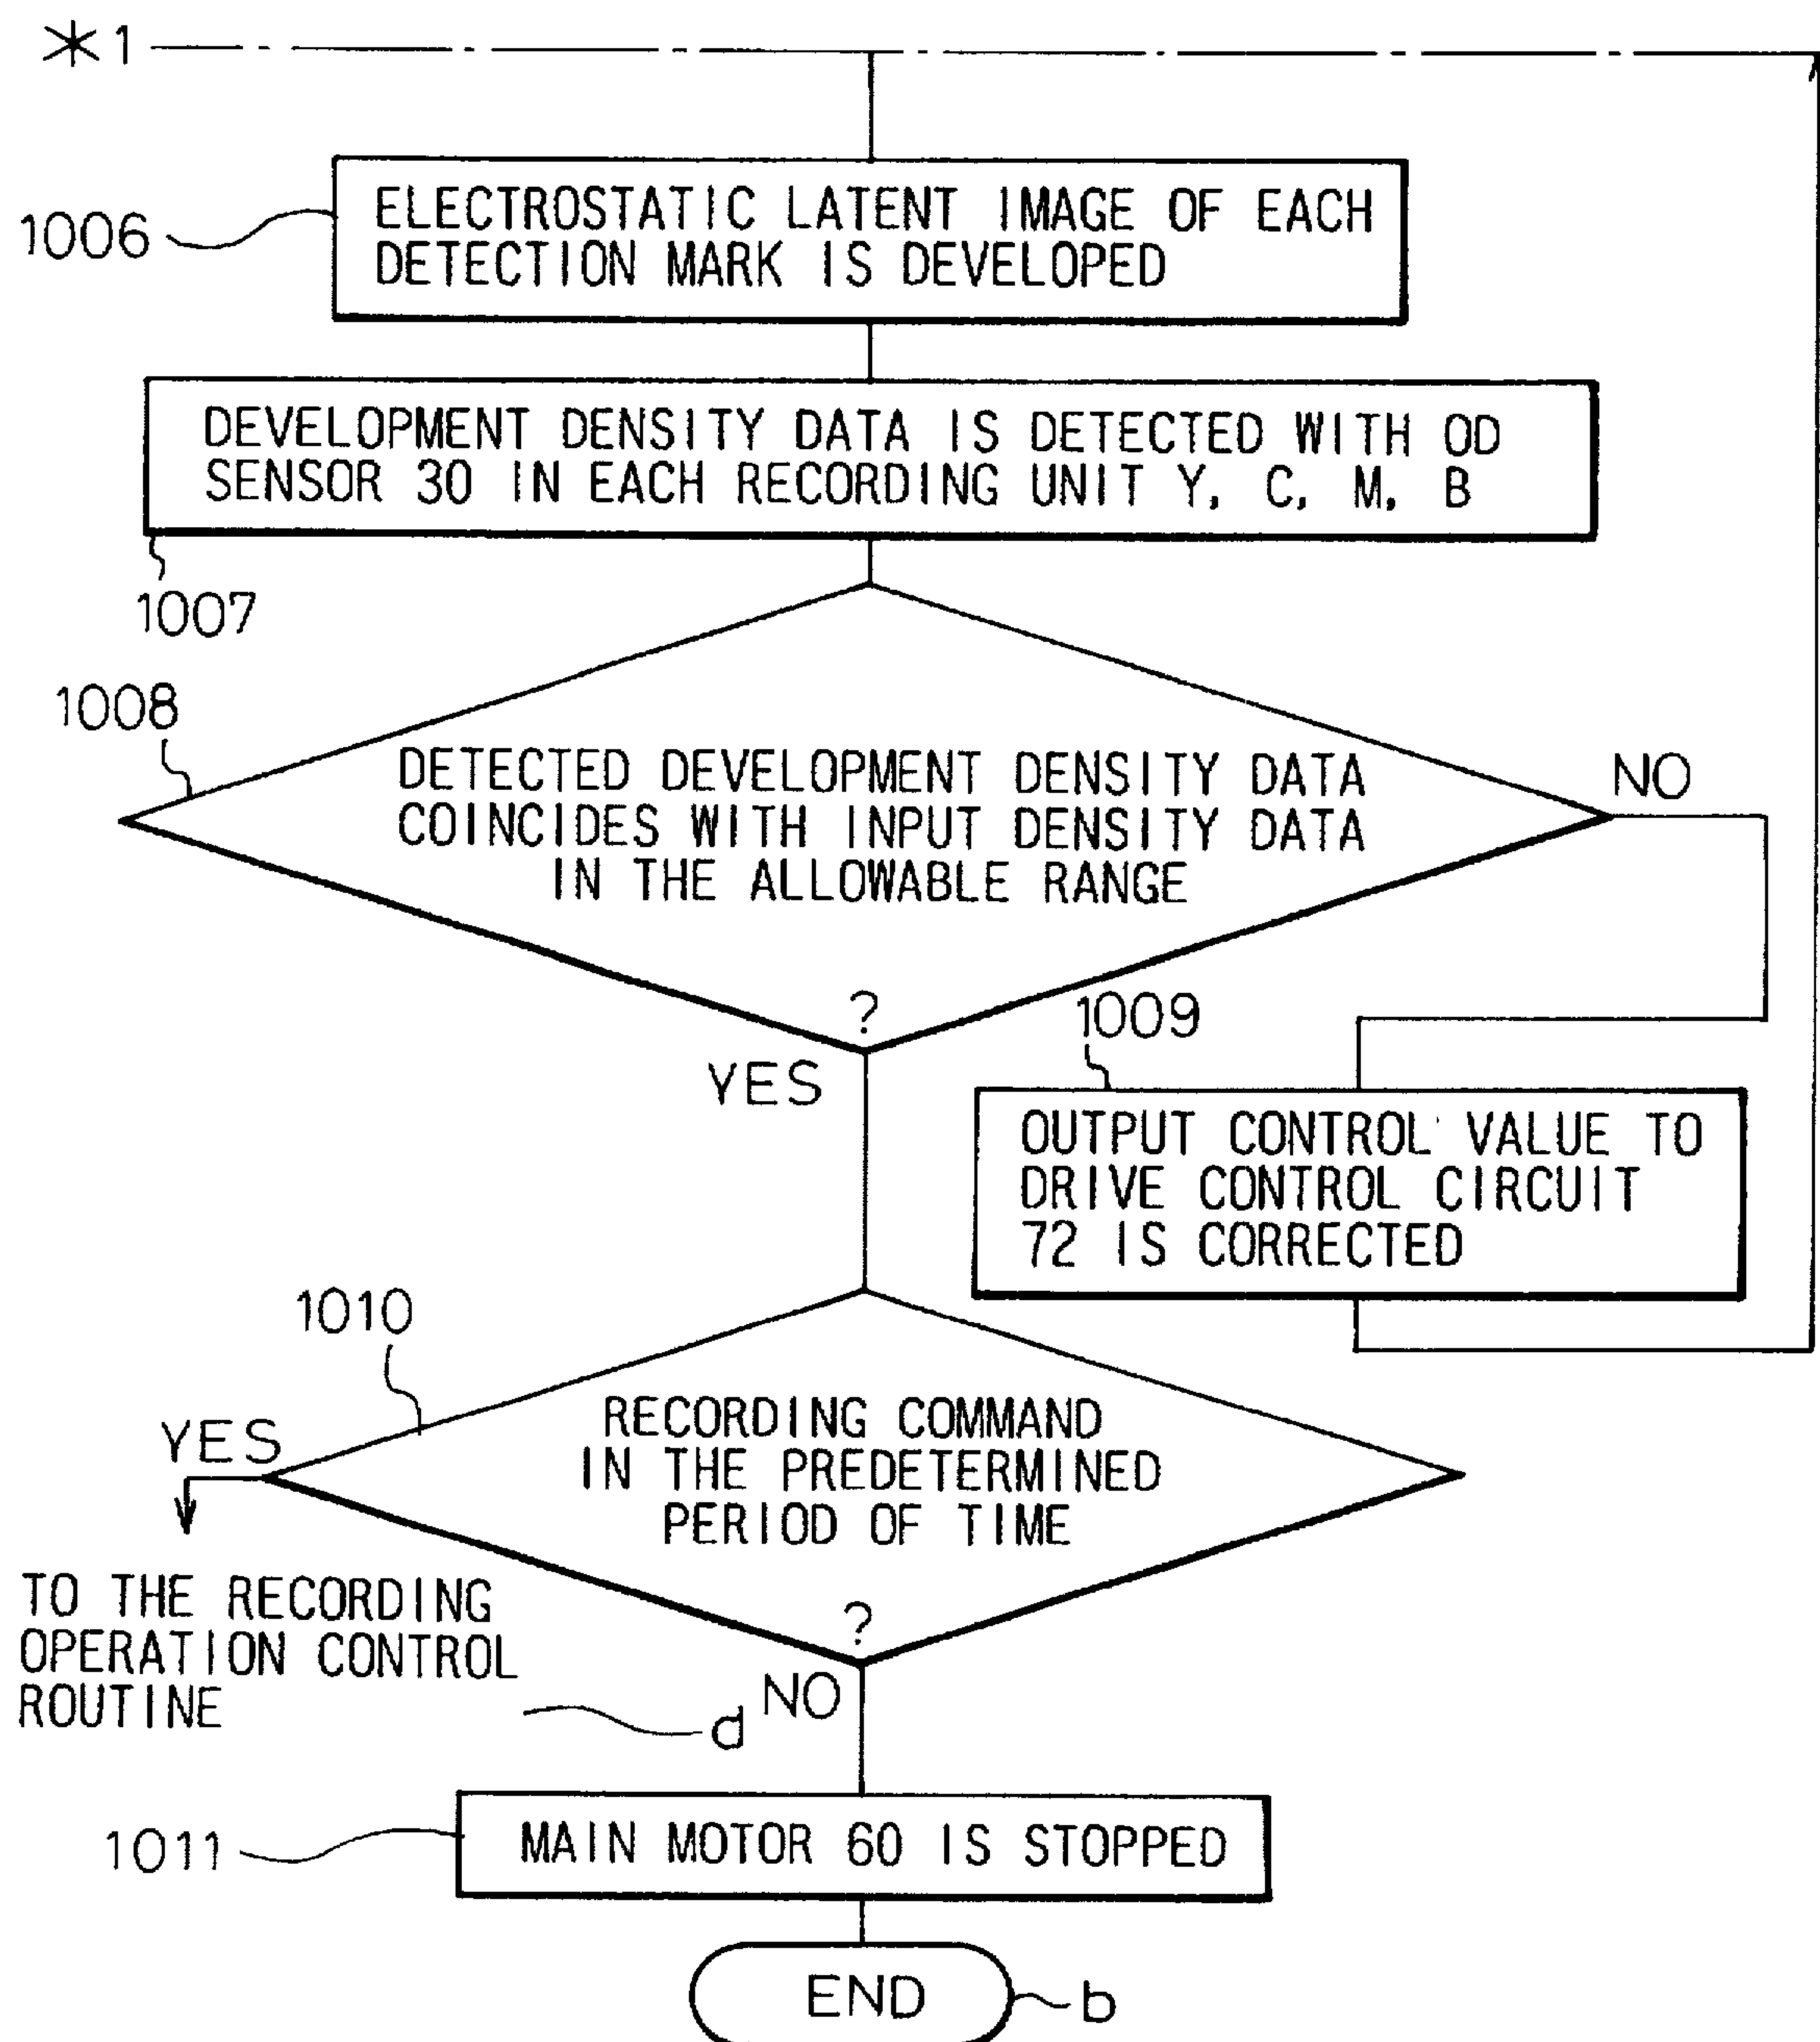 *1
1006
ELECTROSTATIC LATENT IMAGE OF EACH
DETECTION MARK IS DEVELOPED
DEVELOPMENT DENSITY DATA IS DETECTED WITH OD
SENSOR 30 IN EACH RECORDING UNIT Y, C, M, B
1007
1008
DETECTED DEVELOPMENT DENSITY DATA
COINCIDES WITH INPUT DENSITY DATA
IN THE ALLOWABLE RANGE
?
NO
YES
1009
OUTPUT CONTROL VALUE TO
DRIVE CONTROL CIRCUIT
72 IS CORRECTED
1010
RECORDING COMMAND
IN THE PREDETERMINED
PERIOD OF TIME
?
YES
TO THE RECORDING
OPERATION CONTROL
ROUTINE
d
NO
1011
MAIN MOTOR 60 IS STOPPED
END
b